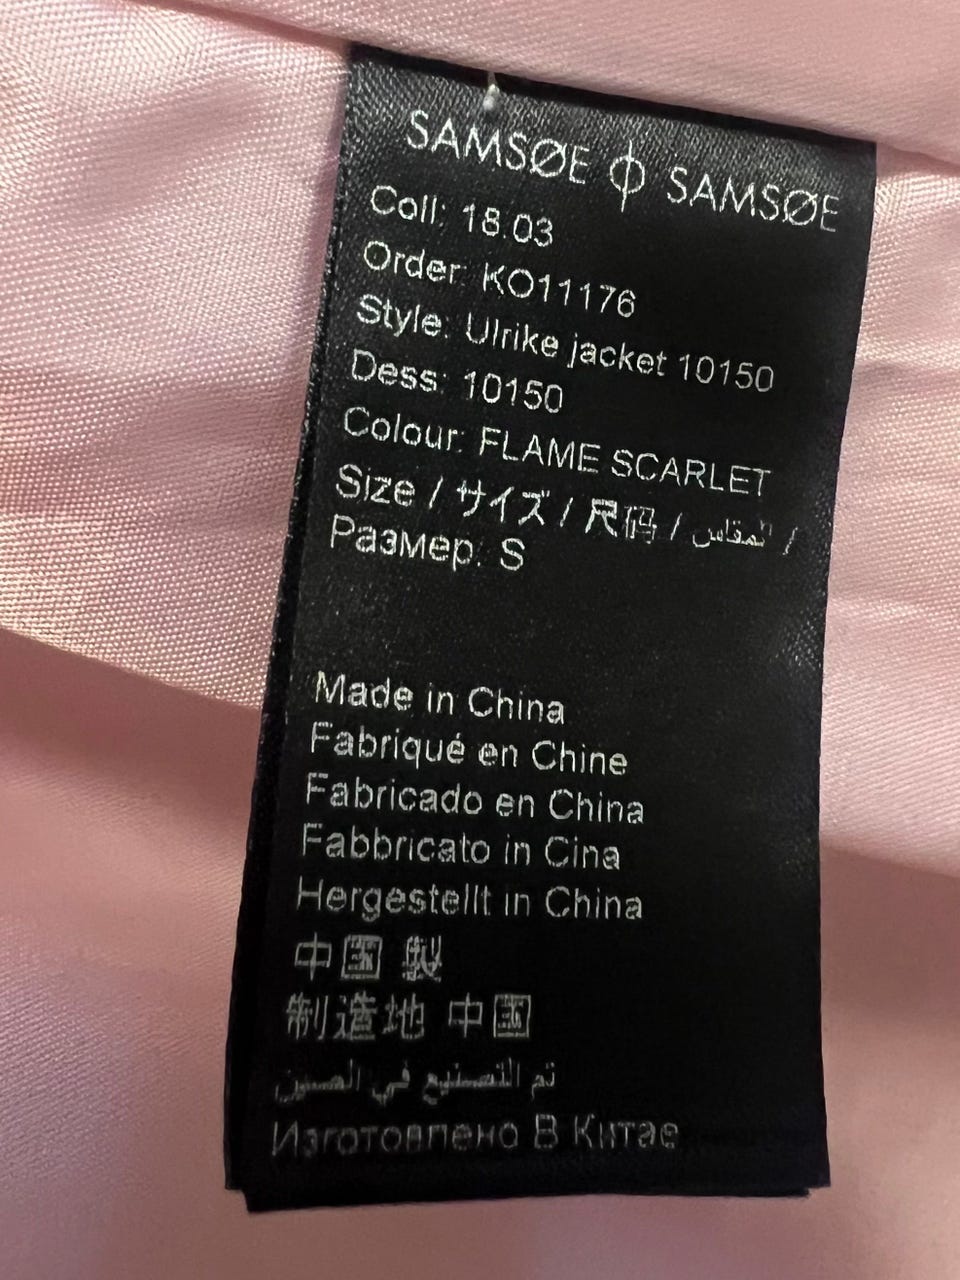 SAMSØE ϕ SAMSØE
Coll: 18.03
Order: KO11176
Style: Ulrike jacket 10150
Dess: 10150
Colour: FLAME SCARLET
Size / サイズ / 尺码 / المقاس /
Размер: S
Made in China
Fabriqué en Chine
Fabricado en China
Fabbricato in Cina
Hergestellt in China
中国 製
制造地 中国
تم التصنيع في الصين
Изготовлено В Китае